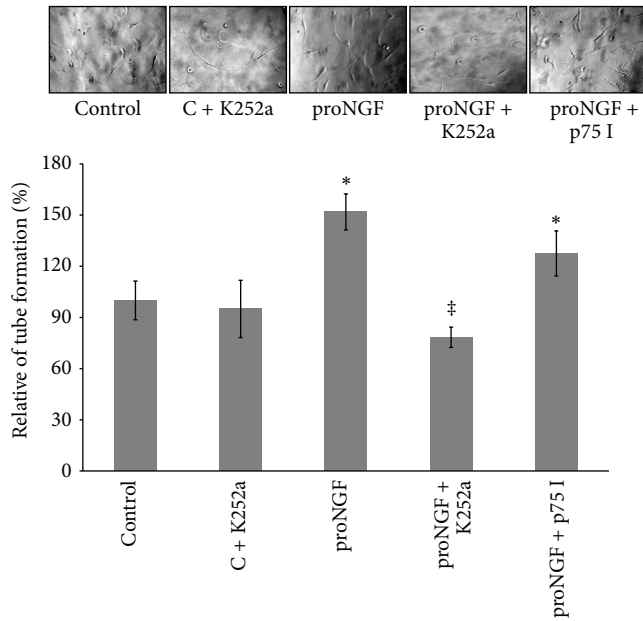 Control
C + K252a
proNGF
proNGF +
K252a
proNGF +
p75 I
Relative of tube formation (%)
180
150
120
90
60
30
0
*
‡
*
Control
C + K252a
proNGF
proNGF +
K252a
proNGF + p75 I